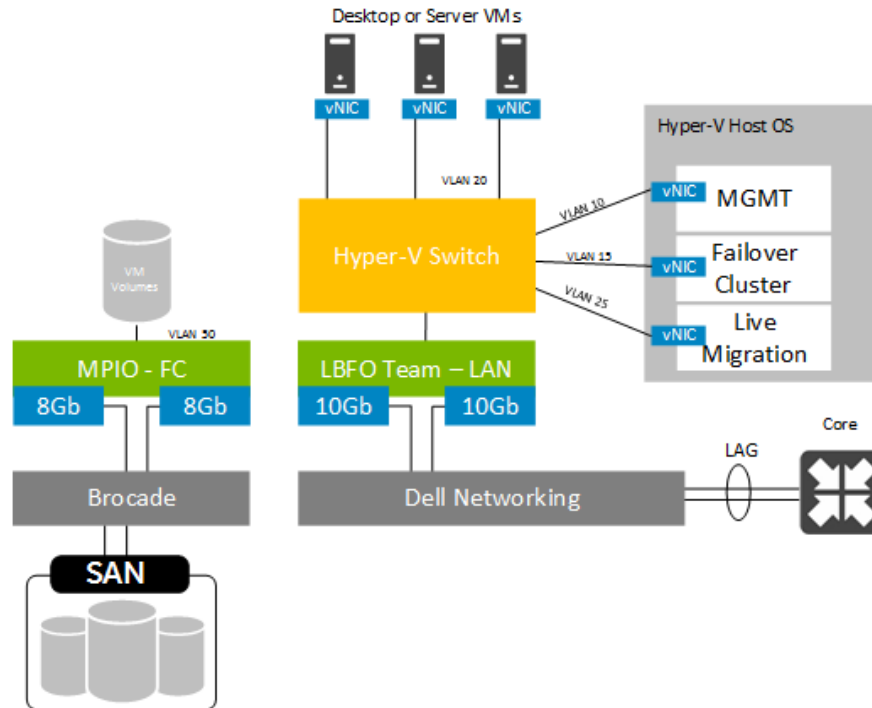 Desktop or Server VMs
vNIC
vNIC
vNIC
VLAN 20
Hyper-V Host OS
vNIC
MGMT
VLAN 10
Hyper-V Switch
VLAN 15
vNIC
Failover
Cluster
VLAN 25
vNIC
Live
Migration
VM
Volumes
VLAN 50
MPIO - FC
8Gb
8Gb
LBFO Team – LAN
10Gb
10Gb
Brocade
Dell Networking
LAG
Core
SAN